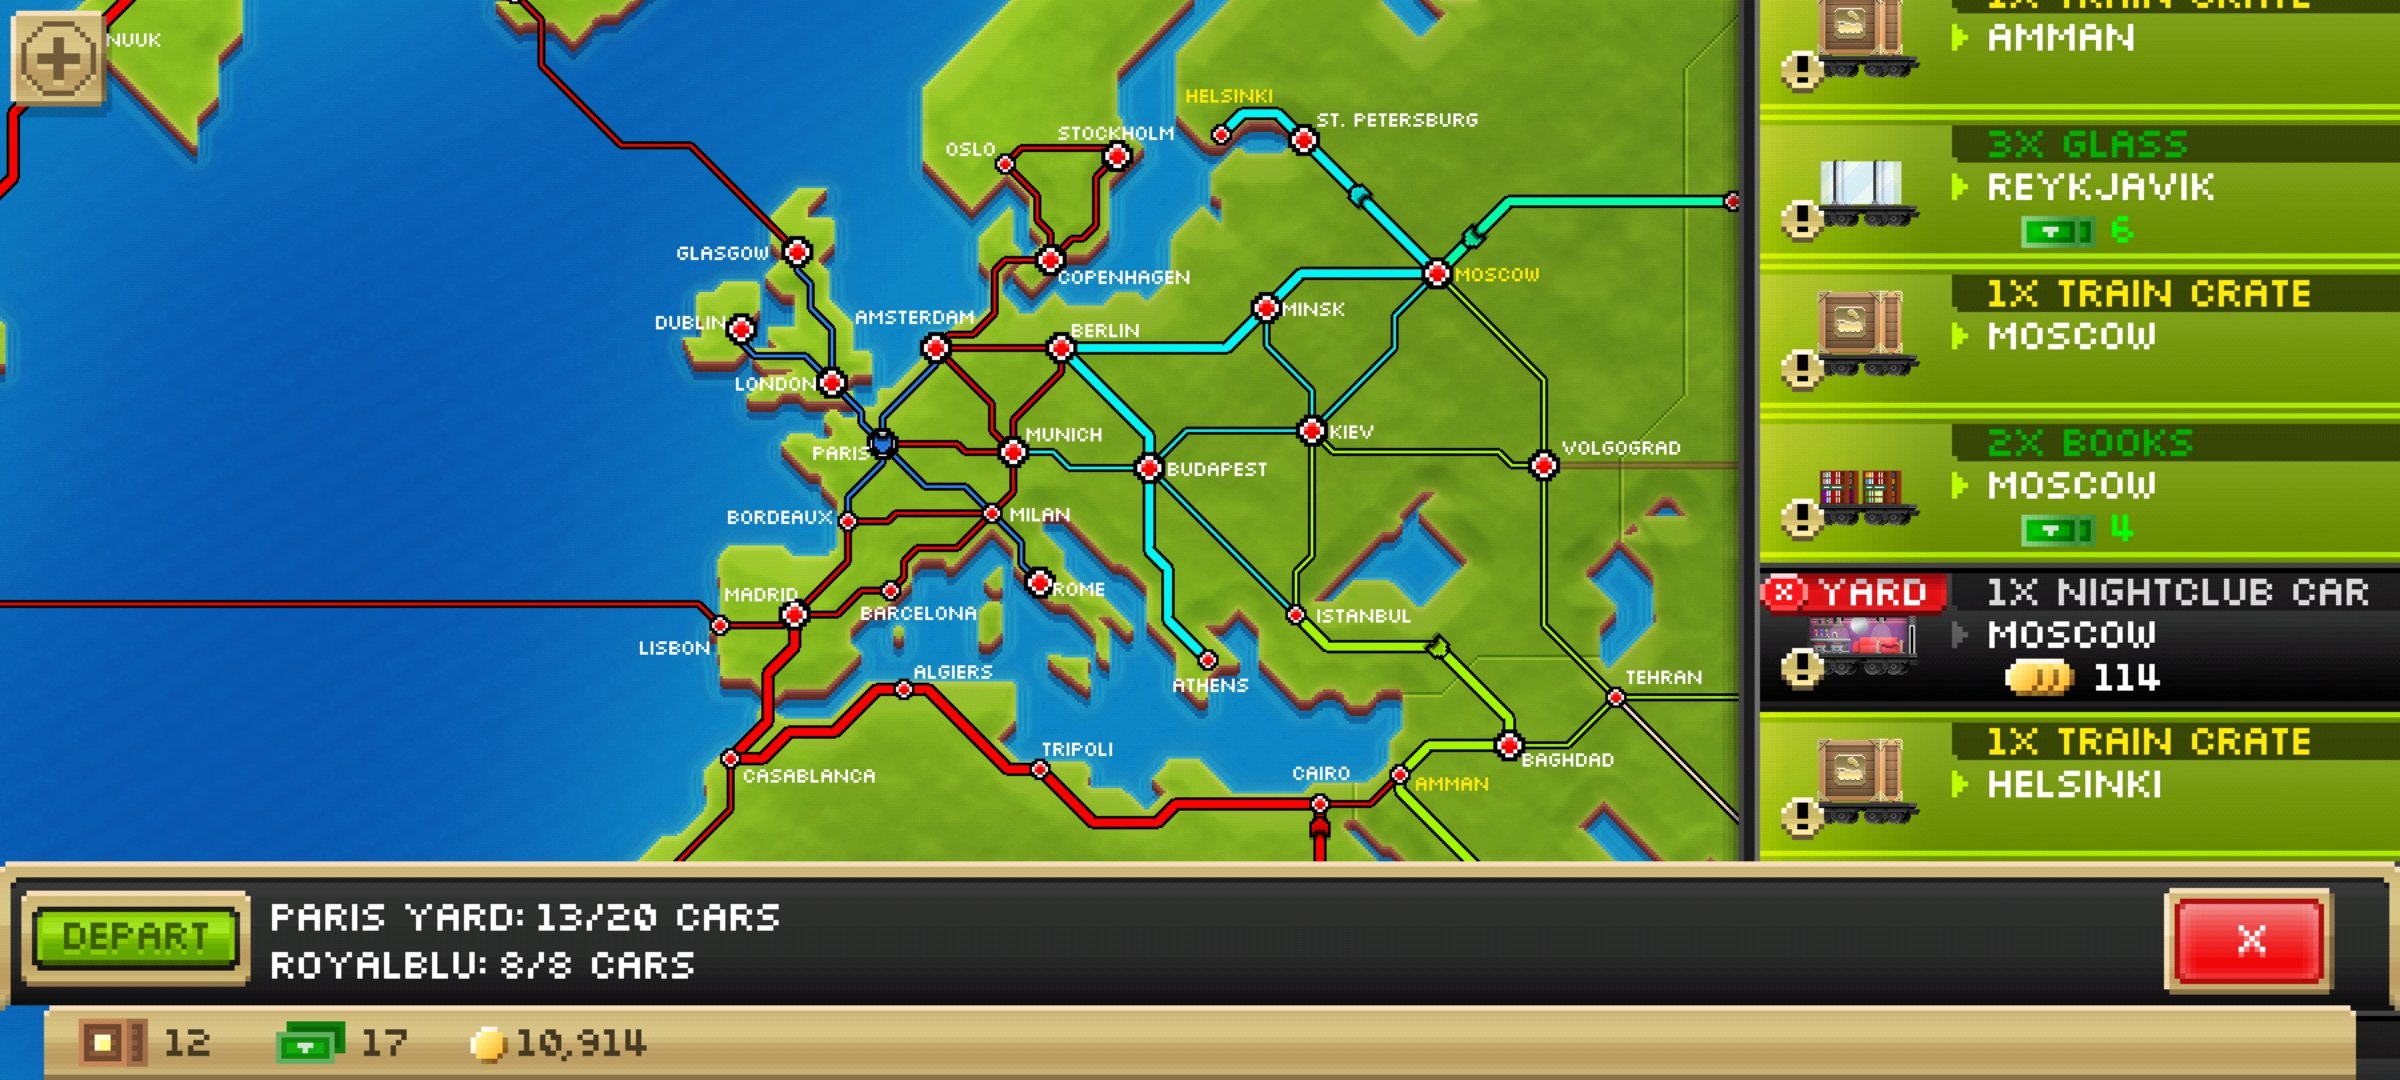 NUUK
HELSINKI
ST. PETERSBURG
STOCKHOLM
OSLO
GLASGOW
COPENHAGEN
MOSCOW
AMSTERDAM
MINSK
DUBLIN
BERLIN
LONDON
MUNICH
KIEV
PARIS
BUDAPEST
VOLGOGRAD
BORDEAUX
MILAN
MADRID
ROME
BARCELONA
ISTANBUL
LISBON
ALGIERS
ATHENS
TEHRAN
TRIPOLI
BAGHDAD
CASABLANCA
CAIRO
AMMAN
1X TRAIN CRATE
AMMAN
3X GLASS
REYKJAVIK
6
1X TRAIN CRATE
MOSCOW
2X BOOKS
MOSCOW
4
YARD
1X NIGHTCLUB CAR
MOSCOW
114
1X TRAIN CRATE
HELSINKI
DEPART
PARIS YARD: 13/20 CARS
ROYALBLU: 8/8 CARS
X
12
17
10,914